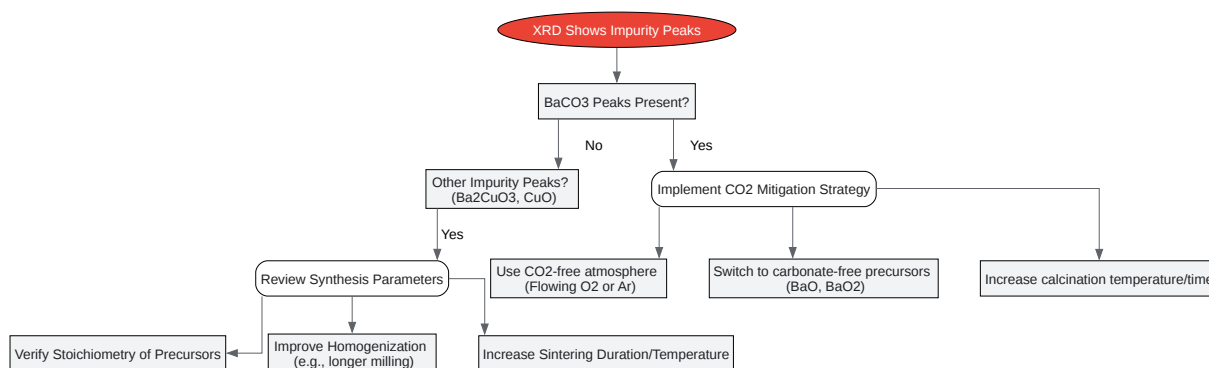 XRD Shows Impurity Peaks
BaCO3 Peaks Present?
No
Yes
Other Impurity Peaks?
(Ba2CuO3, CuO)
Implement CO2 Mitigation Strategy
Yes
Review Synthesis Parameters
Use CO2-free atmosphere
(Flowing O2 or Ar)
Switch to carbonate-free precursors
(BaO, BaO2)
Increase calcination temperature/time
Verify Stoichiometry of Precursors
Improve Homogenization
(e.g., longer milling)
Increase Sintering Duration/Temperature